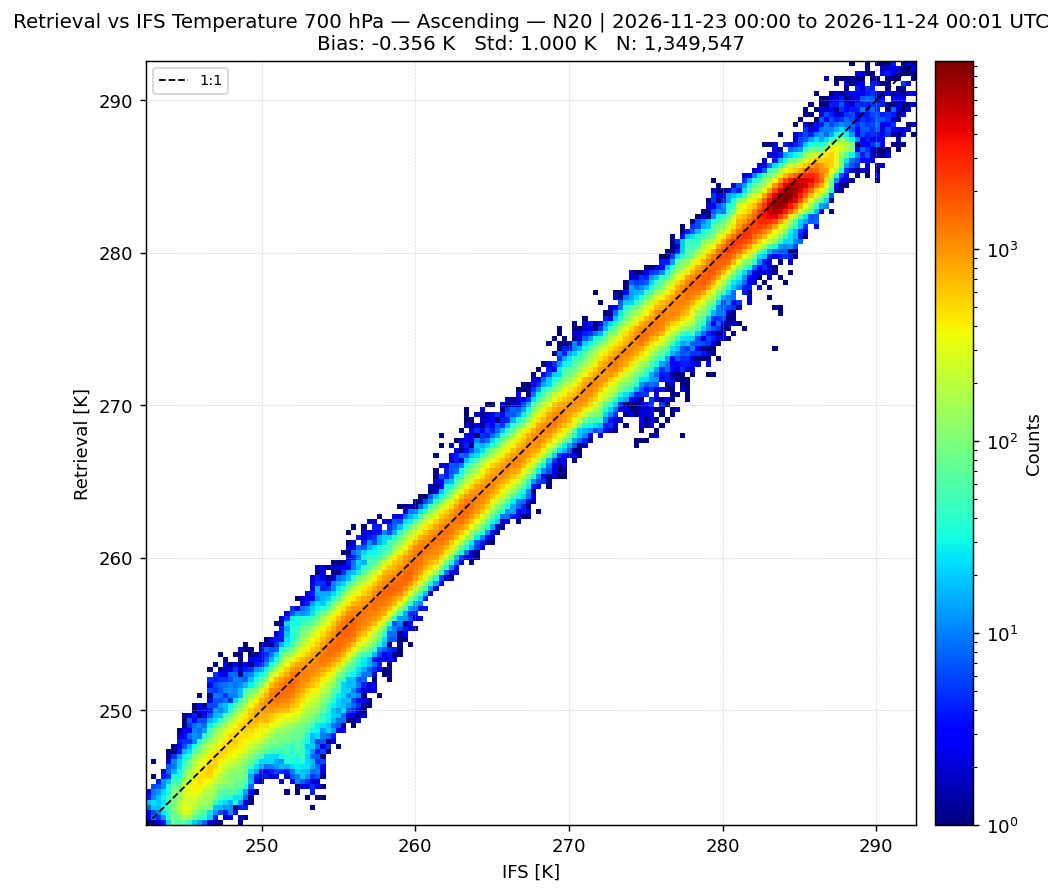 Retrieval vs IFS Temperature 700 hPa — Ascending — N20 | 2026-11-23 00:00 to 2026-11-24 00:01 UTC
Bias: -0.356 K   Std: 1.000 K   N: 1,349,547
1:1
290
280
270
260
250
Retrieval [K]
250 260 270 280 290
IFS [K]
10³
10²
10¹
10⁰
Counts